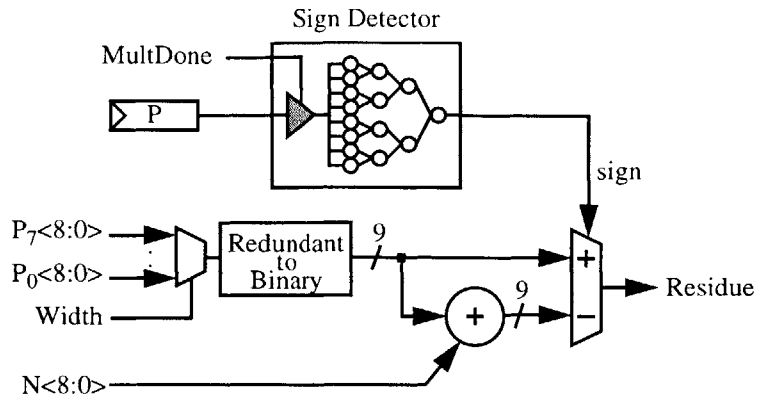 Sign Detector
MultDone
P
sign
P7<8:0>
P0<8:0>
Width
Redundant
to
Binary
9
+
9
+
−
Residue
N<8:0>